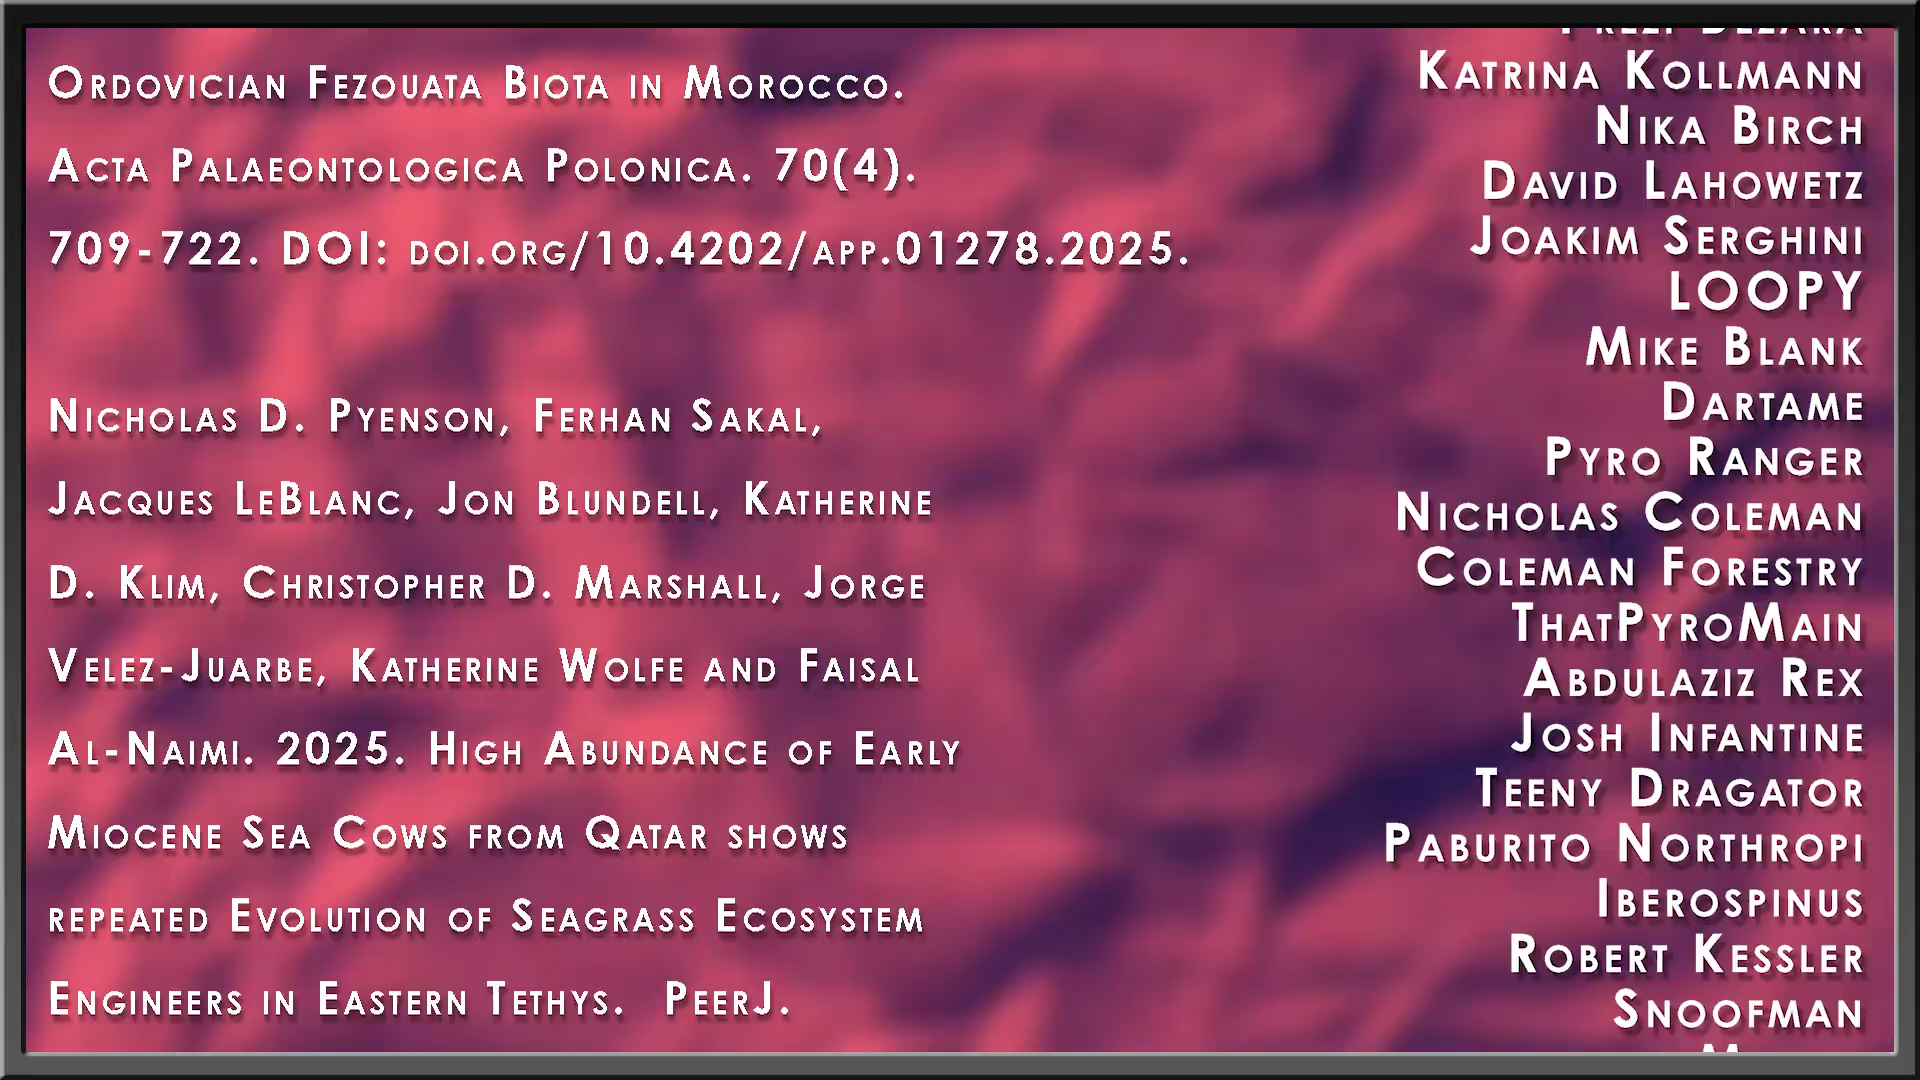 Ordovician Fezouata Biota in Morocco.
Acta Palaeontologica Polonica. 70(4).
709-722. DOI: doi.org/10.4202/app.01278.2025.
Nicholas D. Pyenson, Ferhan Sakal,
Jacques LeBlanc, Jon Blundell, Katherine
D. Klim, Christopher D. Marshall, Jorge
Velez-Juarbe, Katherine Wolfe and Faisal
Al-Naimi. 2025. High Abundance of Early
Miocene Sea Cows from Qatar shows
repeated Evolution of Seagrass Ecosystem
Engineers in Eastern Tethys. PeerJ.
Katrina Kollmann
Nika Birch
David Lahowetz
Joakim Serghini
LOOPY
Mike Blank
Dartame
Pyro Ranger
Nicholas Coleman
Coleman Forestry
ThatPyroMain
Abdulaziz Rex
Josh Infantine
Teeny Dragator
Paburito Northropi
Iberospinus
Robert Kessler
Snoofman